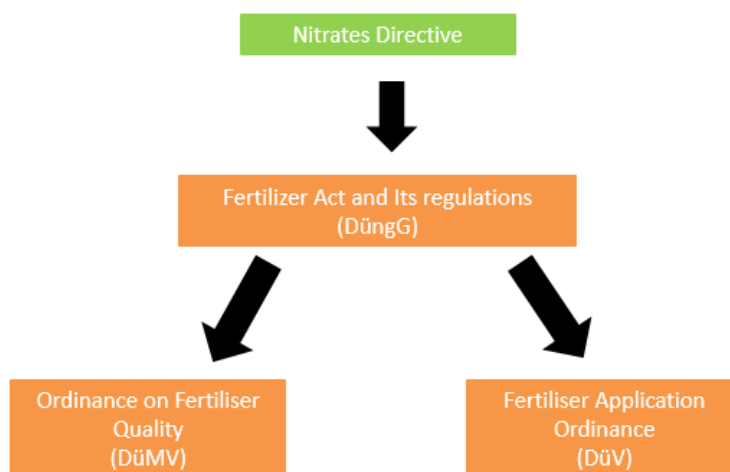 Nitrates Directive
Fertilizer Act and Its regulations
(DüngG)
Ordinance on Fertiliser
Quality
(DüMV)
Fertiliser Application
Ordinance
(DüV)